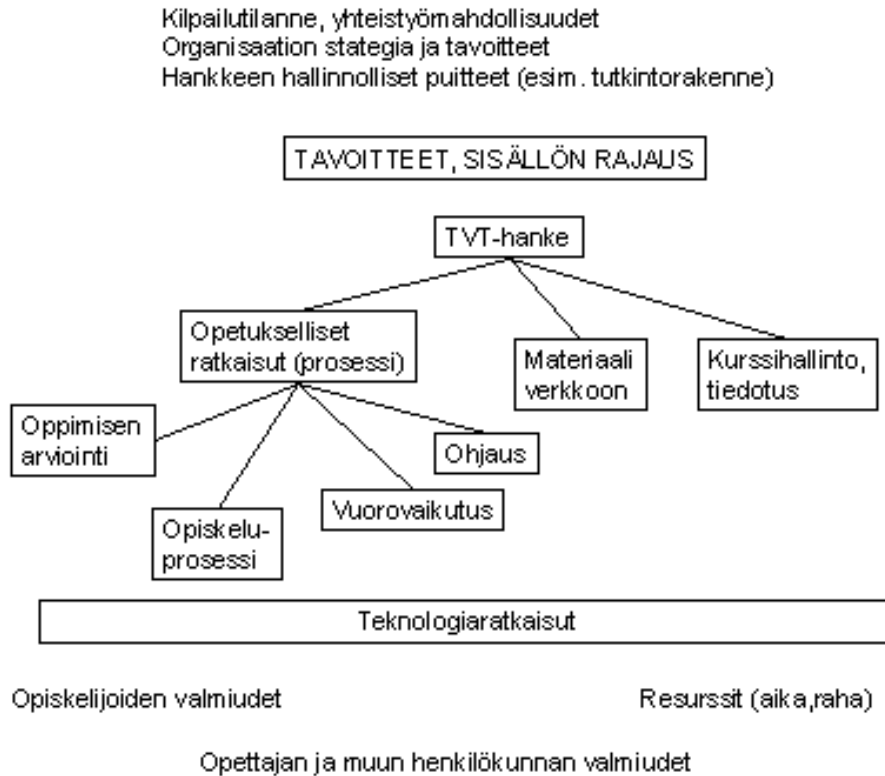 Kilpailutilanne, yhteistyömahdollisuudet
Organisaation stategia ja tavoitteet
Hankkeen hallinnolliset puitteet (esim. tutkintorakenne)
TAVOITTEET, SISÄLLÖN RAJAUS
TVT-hanke
Opetukselliset
ratkaisut (prosessi)
Materiaali
verkkoon
Kurssihallinto,
tiedotus
Oppimisen
arviointi
Ohjaus
Opiskelu-
prosessi
Vuorovaikutus
Teknologiaratkaisut
Opiskelijoiden valmiudet
Resurssit (aika,raha)
Opettajan ja muun henkilökunnan valmiudet